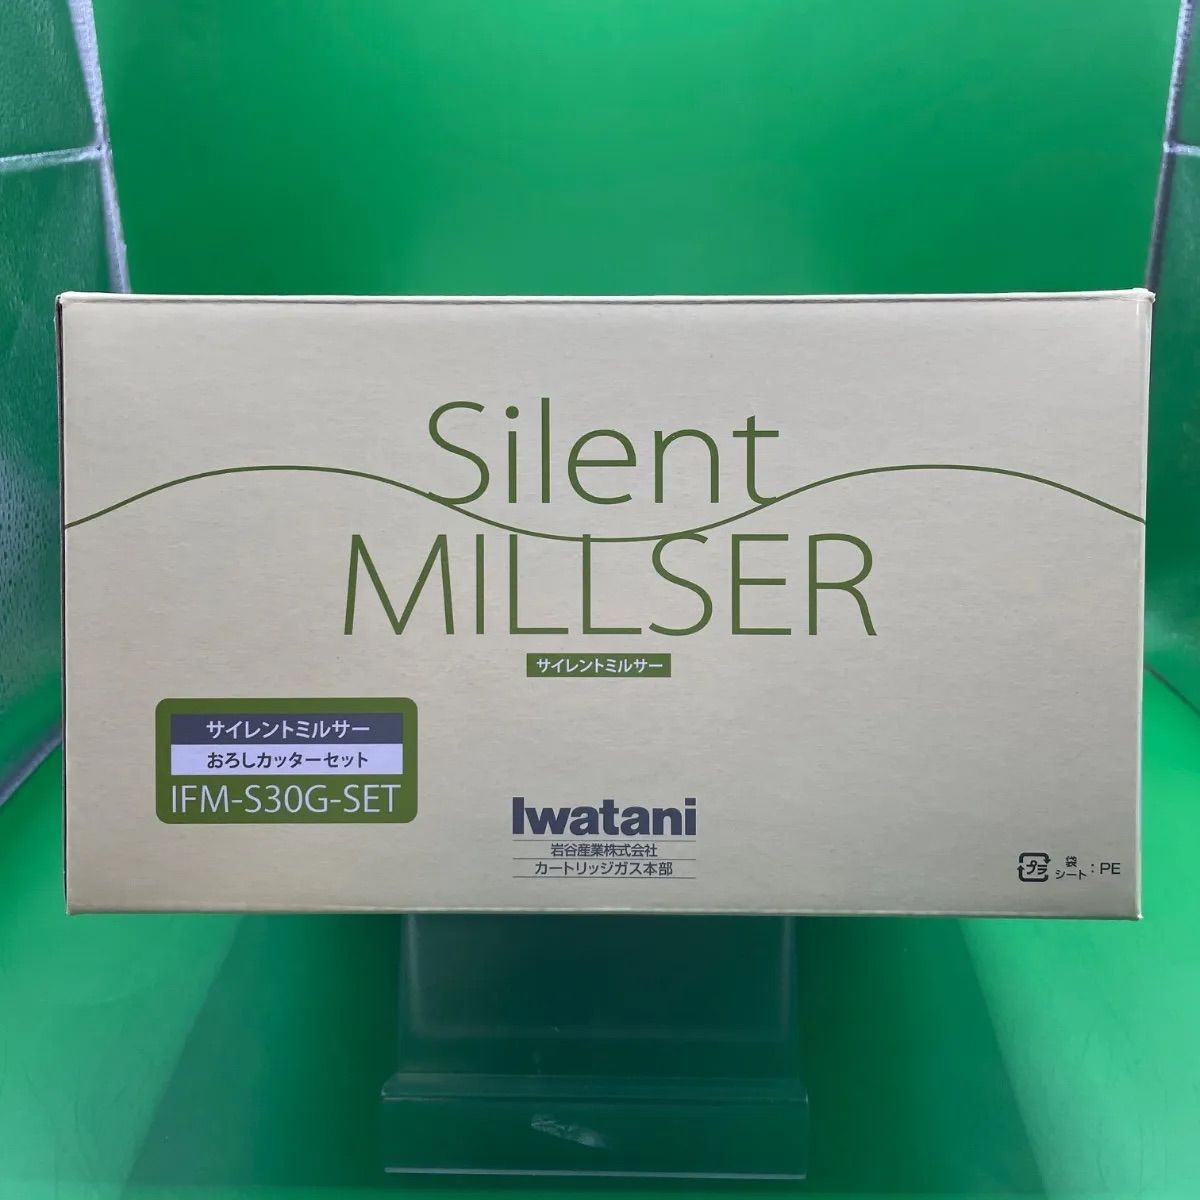 Silent
MILLSER
サイレントミルサー
サイレントミルサー
おろしカッターセット
IFM-S30G-SET
Iwatani
岩谷産業株式会社
カートリッジガス本部
プラ
袋
シート：PE